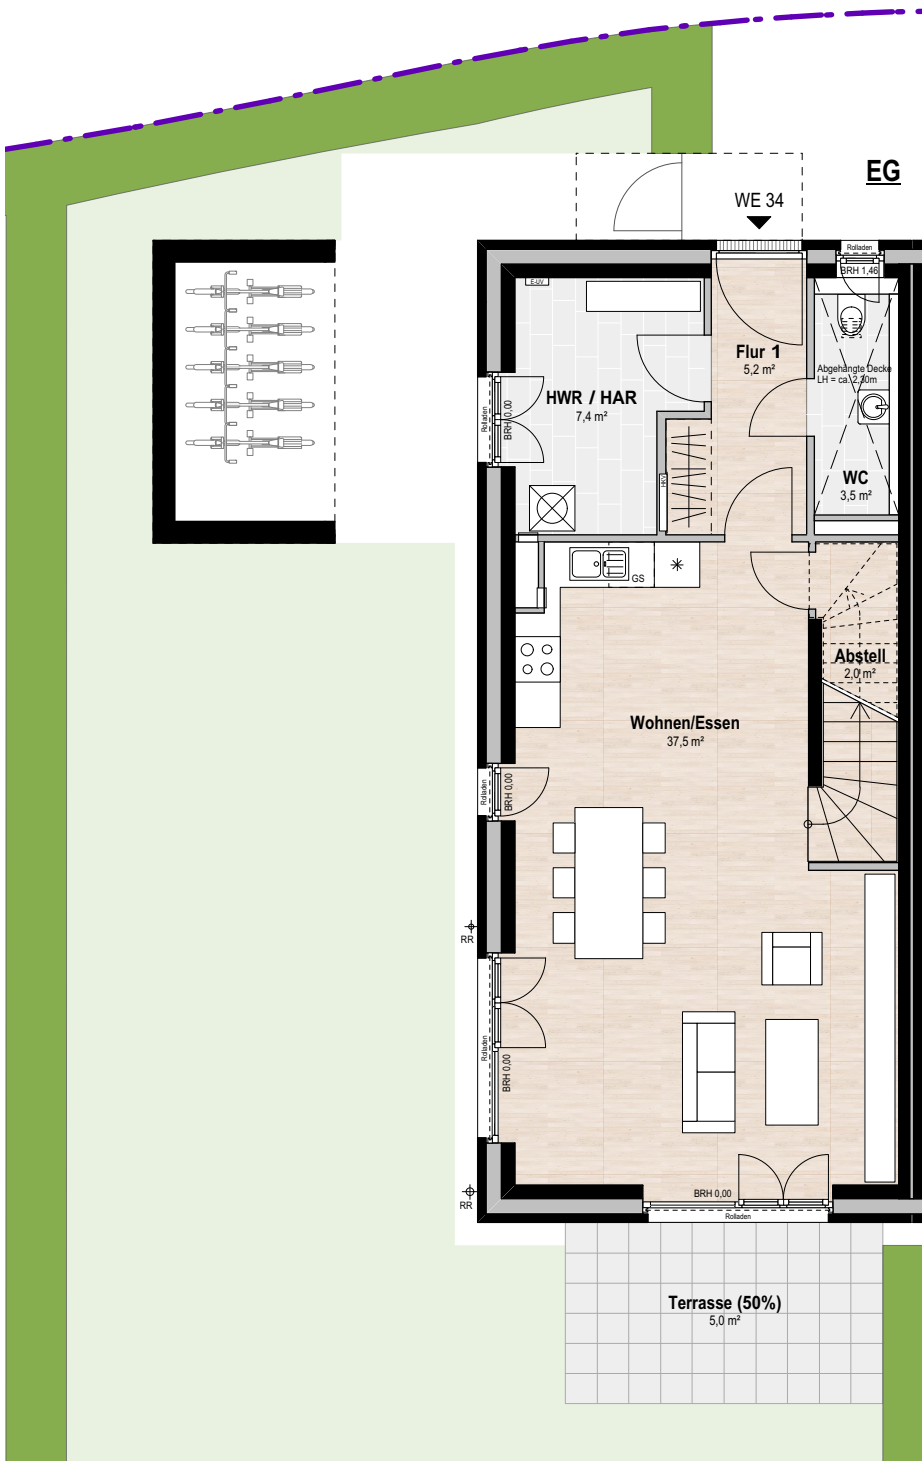 EG
WE 34
Rolladen
BRH 1,46
E-UV
Flur 1
5,2 m²
Abgehängte Decke
LH = ca. 2,30m
HWR / HAR
7,4 m²
Rolladen
BRH 0,00
HKV
WC
3,5 m²
GS
Abstell
2,0 m²
Wohnen/Essen
37,5 m²
Rolladen
BRH 0,00
RR
Rolladen
BRH 0,00
RR
BRH 0,00
Rolladen
Terrasse (50%)
5,0 m²